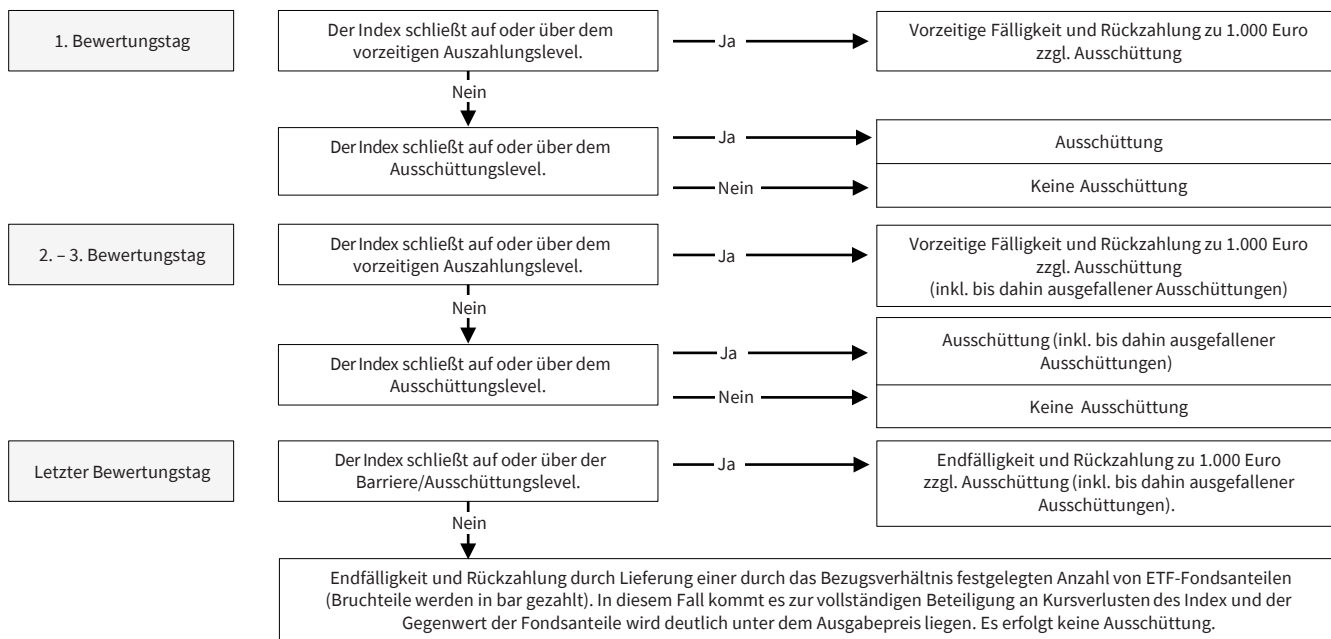 1. Bewertungstag
Der Index schließt auf oder über dem
vorzeitigen Auszahlungslevel.
Ja
Vorzeitige Fälligkeit und Rückzahlung zu 1.000 Euro
zzgl. Ausschüttung
Nein
Der Index schließt auf oder über dem
Ausschüttungslevel.
Ja
Ausschüttung
Nein
Keine Ausschüttung
2. – 3. Bewertungstag
Der Index schließt auf oder über dem
vorzeitigen Auszahlungslevel.
Ja
Vorzeitige Fälligkeit und Rückzahlung zu 1.000 Euro
zzgl. Ausschüttung
(inkl. bis dahin ausgefallener Ausschüttungen)
Nein
Der Index schließt auf oder über dem
Ausschüttungslevel.
Ja
Ausschüttung (inkl. bis dahin ausgefallener
Ausschüttungen)
Nein
Keine Ausschüttung
Letzter Bewertungstag
Der Index schließt auf oder über der
Barriere/Ausschüttungslevel.
Ja
Endfälligkeit und Rückzahlung zu 1.000 Euro
zzgl. Ausschüttung (inkl. bis dahin ausgefallener
Ausschüttungen).
Nein
Endfälligkeit und Rückzahlung durch Lieferung einer durch das Bezugsverhältnis festgelegten Anzahl von ETF-Fondsanteilen
(Bruchteile werden in bar gezahlt). In diesem Fall kommt es zur vollständigen Beteiligung an Kursverlusten des Index und der
Gegenwert der Fondsanteile wird deutlich unter dem Ausgabepreis liegen. Es erfolgt keine Ausschüttung.